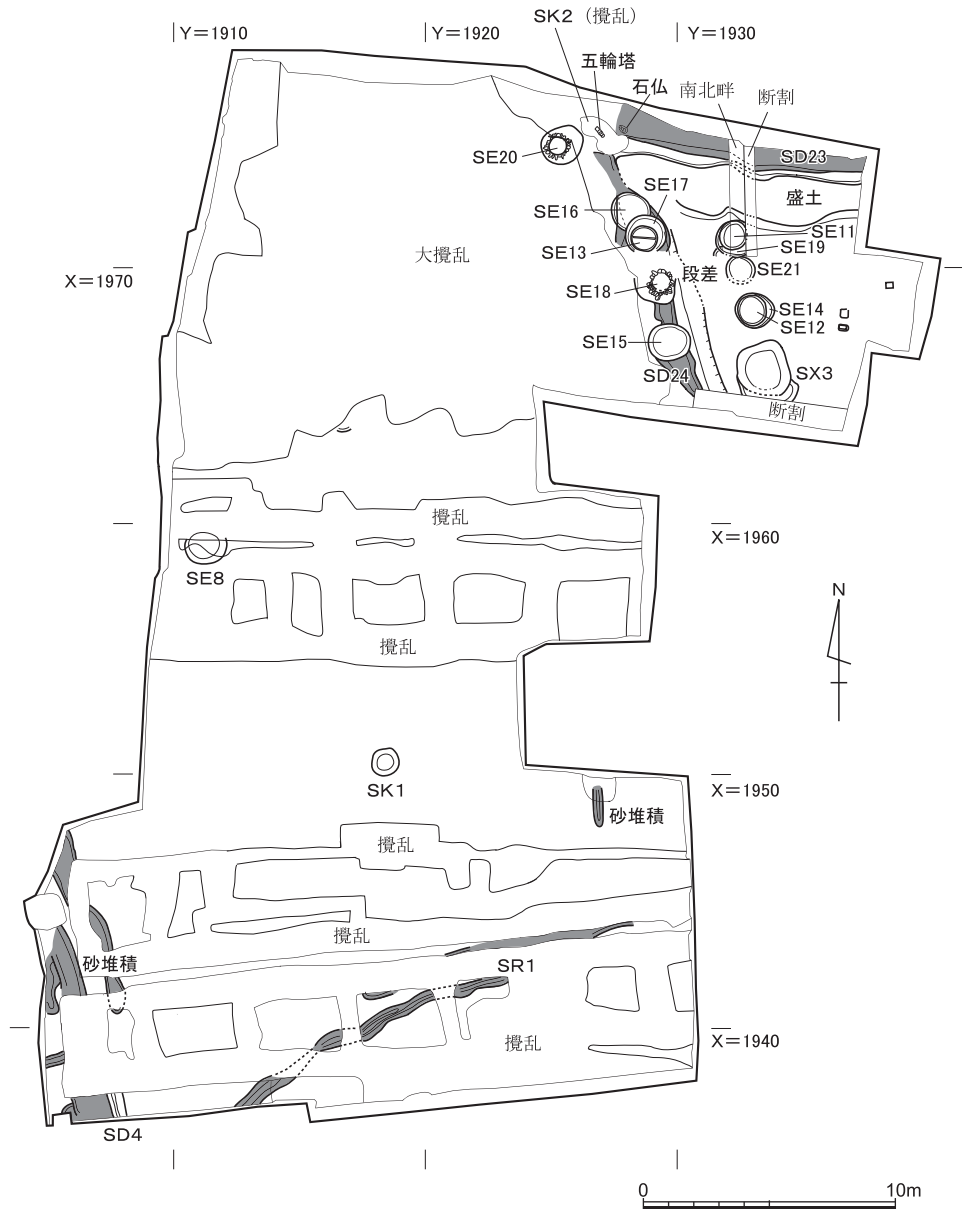 SK2（攪乱）
Y=1910
Y=1920
Y=1930
五輪塔
石仏
南北畔
断割
SE20
SD23
SE17
盛土
SE16
SE11
SE13
SE19
大攪乱
X=1970
段差
SE21
SE18
SE14
SE12
SE15
SD24
SX3
断割
攪乱
X=1960
SE8
N
攪乱
SK1
X=1950
砂堆積
攪乱
攪乱
砂堆積
SR1
攪乱
X=1940
SD4
0
10m